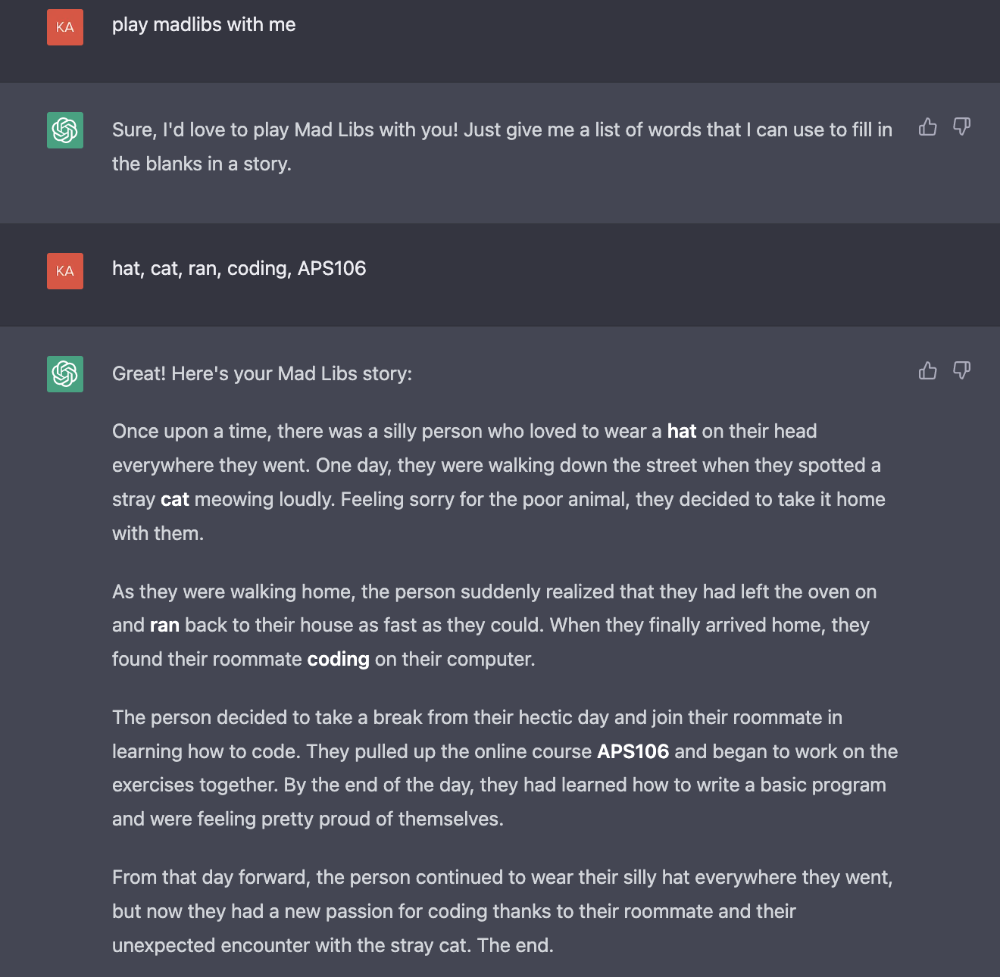 KA
play madlibs with me
Sure, I'd love to play Mad Libs with you! Just give me a list of words that I can use to fill in
the blanks in a story.
KA
hat, cat, ran, coding, APS106
Great! Here's your Mad Libs story:
Once upon a time, there was a silly person who loved to wear a hat on their head
everywhere they went. One day, they were walking down the street when they spotted a
stray cat meowing loudly. Feeling sorry for the poor animal, they decided to take it home
with them.
As they were walking home, the person suddenly realized that they had left the oven on
and ran back to their house as fast as they could. When they finally arrived home, they
found their roommate coding on their computer.
The person decided to take a break from their hectic day and join their roommate in
learning how to code. They pulled up the online course APS106 and began to work on the
exercises together. By the end of the day, they had learned how to write a basic program
and were feeling pretty proud of themselves.
From that day forward, the person continued to wear their silly hat everywhere they went,
but now they had a new passion for coding thanks to their roommate and their
unexpected encounter with the stray cat. The end.